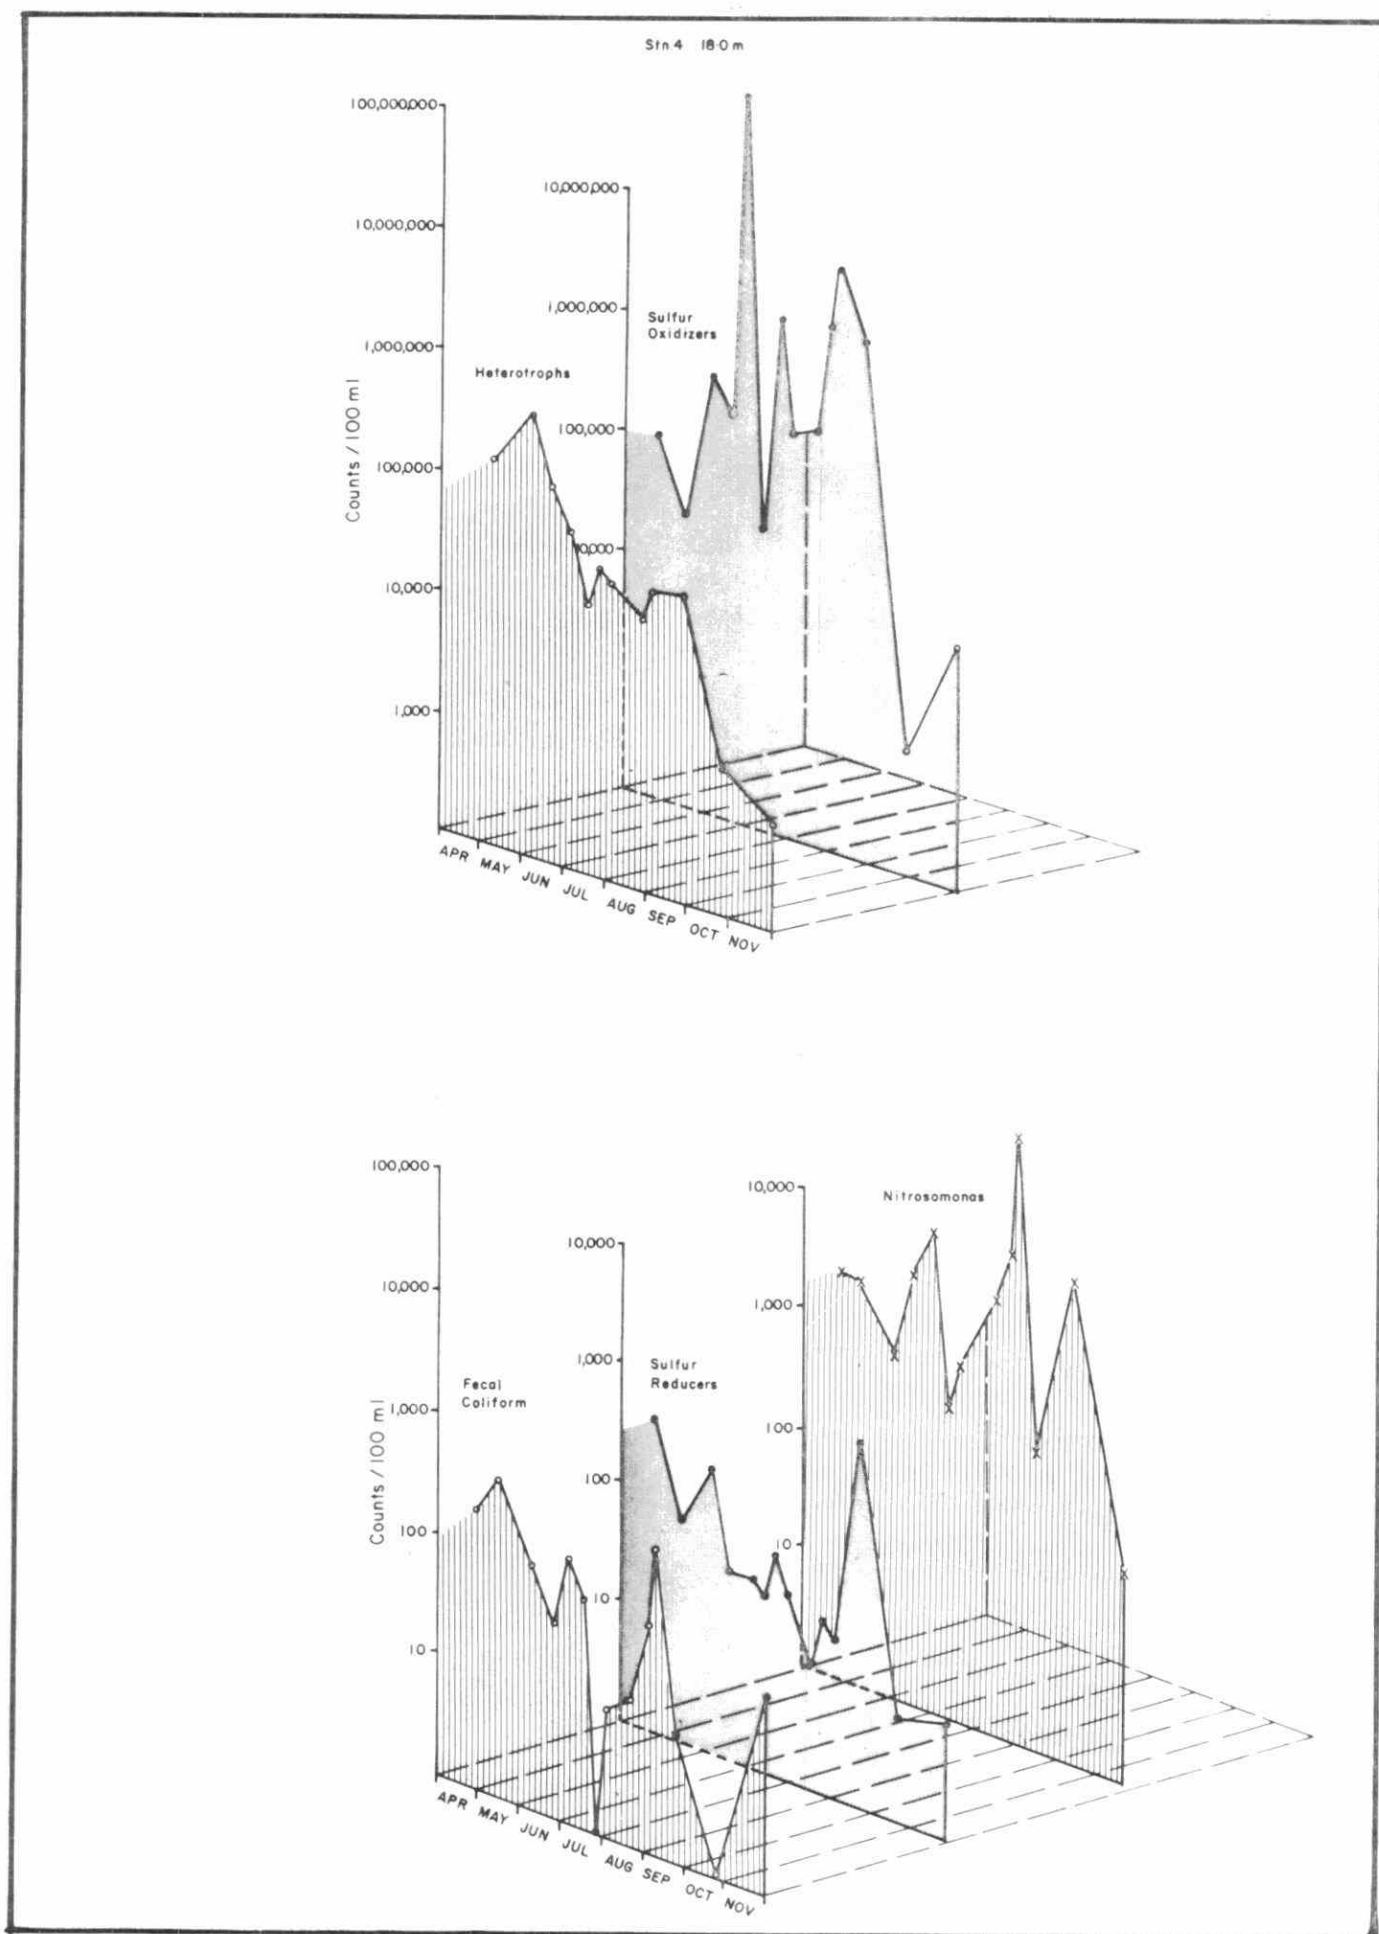 Stn 4 18·0 m
100,000,000
10,000,000
1,000,000
100,000
10,000
1,000
Counts / 100 ml
Heterotrophs
10,000,000
1,000,000
100,000
Sulfur
Oxidizers
APR MAY JUN JUL AUG SEP OCT NOV
100,000
10,000
1,000
100
10
Counts / 100 ml
Fecal
Coliform
10,000
1,000
100
10
Sulfur
Reducers
10,000
1,000
100
10
Nitrosomonas
APR MAY JUN JUL AUG SEP OCT NOV